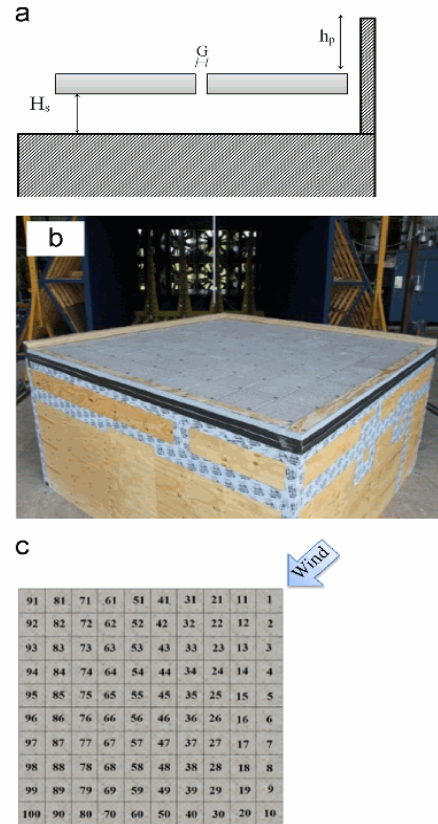 a
G
hp
Hs
b
c
Wind
91 81 71 61 51 41 31 21 11 1
92 82 72 62 52 42 32 22 12 2
93 83 73 63 53 43 33 23 13 3
94 84 74 64 54 44 34 24 14 4
95 85 75 65 55 45 35 25 15 5
96 86 76 66 56 46 36 26 16 6
97 87 77 67 57 47 37 27 17 7
98 88 78 68 58 48 38 28 18 8
99 89 79 69 59 49 39 29 19 9
100 90 80 70 60 50 40 30 20 10